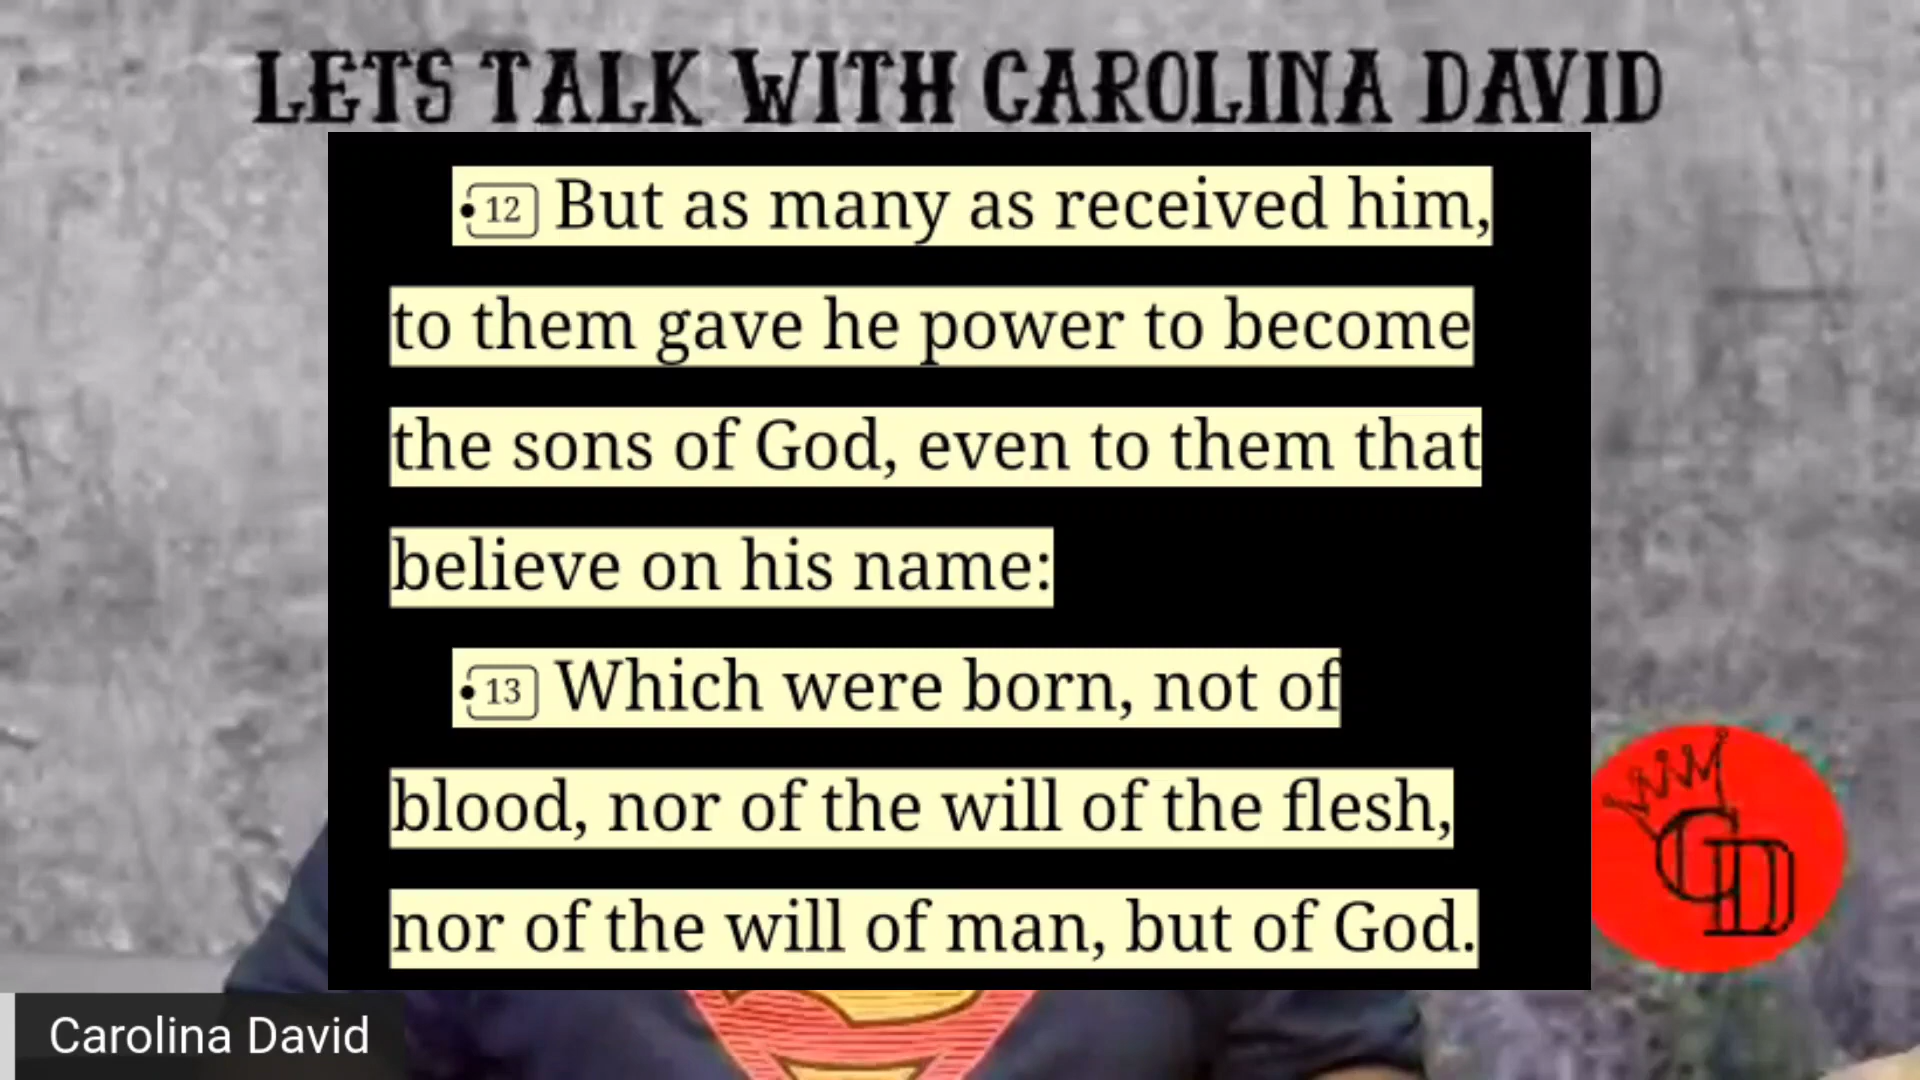 LETS TALK WITH CAROLINA DAVID
12 But as many as received him,
to them gave he power to become
the sons of God, even to them that
believe on his name:
13 Which were born, not of
blood, nor of the will of the flesh,
nor of the will of man, but of God.
CD
Carolina David